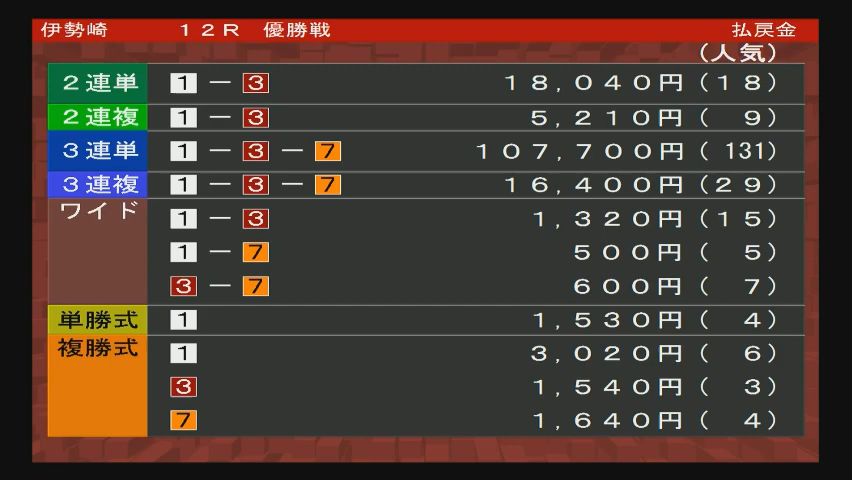 伊勢崎 12R 優勝戦 払戻金
(人気)
2連単 1-3 18,040円(18)
2連複 1-3 5,210円( 9)
3連単 1-3-7 107,700円( 131)
3連複 1-3-7 16,400円(29)
ワイド 1-3 1,320円(15)
1-7 500円( 5)
3-7 600円( 7)
単勝式 1 1,530円( 4)
複勝式 1 3,020円( 6)
3 1,540円( 3)
7 1,640円( 4)